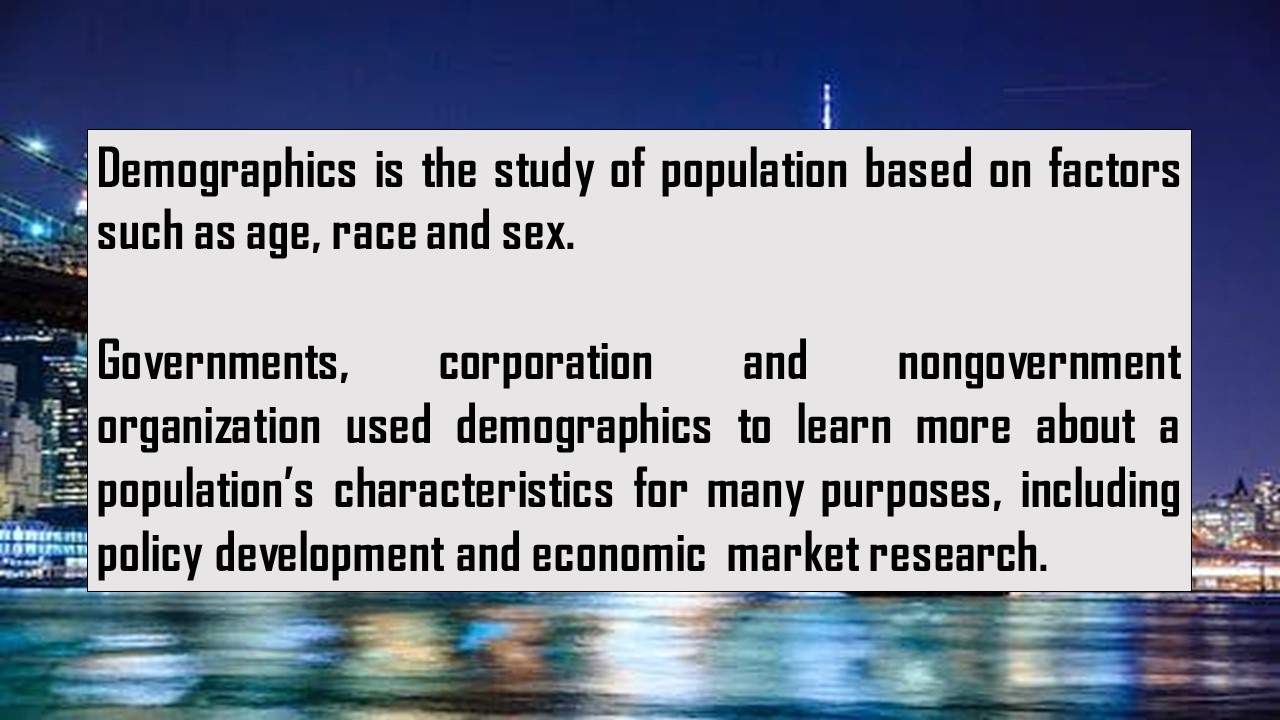 Demographics is the study of population based on factors
such as age, race and sex.
Governments, corporation and nongovernment
organization used demographics to learn more about a
population’s characteristics for many purposes, including
policy development and economic  market research.